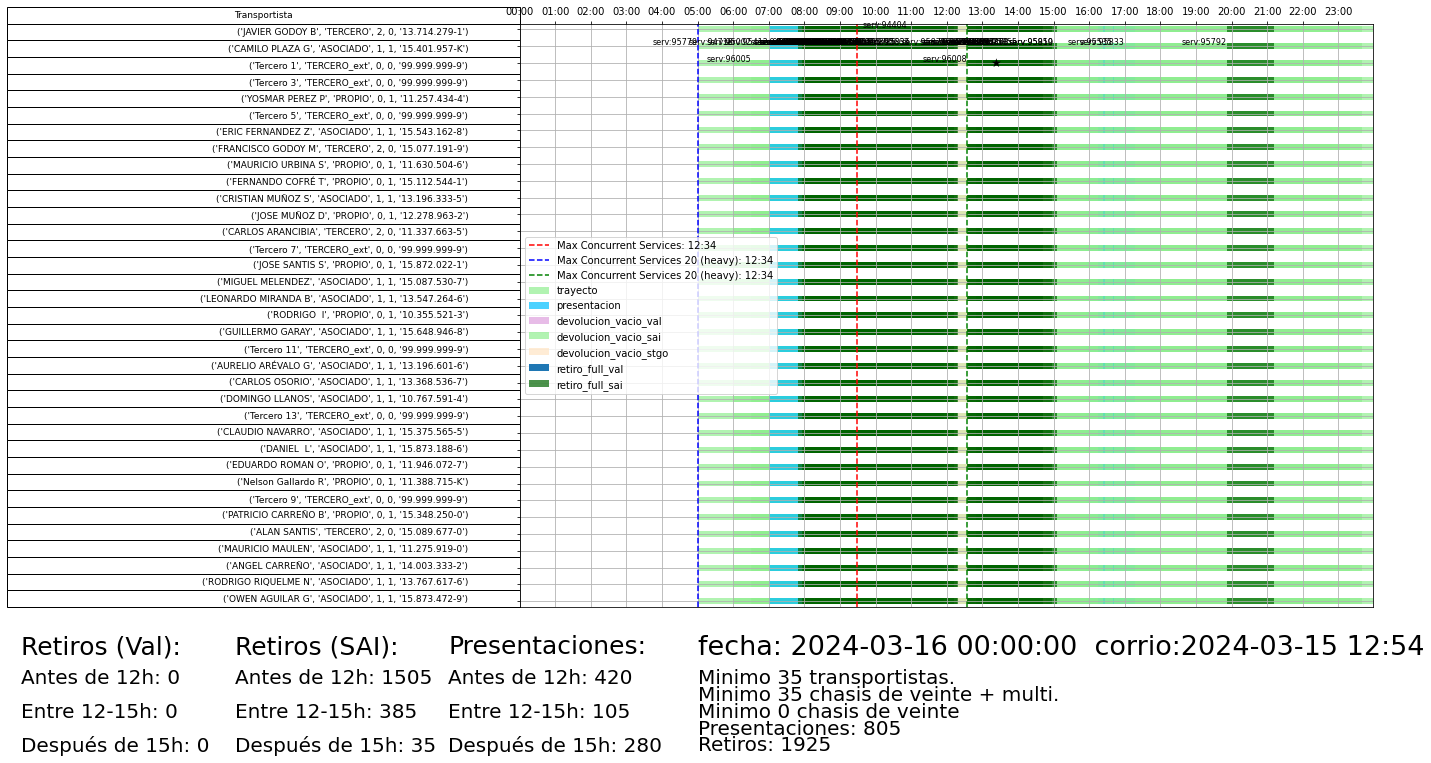 Transportista
00:00 01:00 02:00 03:00 04:00 05:00 06:00 07:00 08:00 09:00 10:00 11:00 12:00 13:00 14:00 15:00 16:00 17:00 18:00 19:00 20:00 21:00 22:00 23:00
('JAVIER GODOY B', 'TERCERO', 2, 0, '13.714.279-1')
serv:94404
('CAMILO PLAZA G', 'ASOCIADO', 1, 1, '15.401.957-K')
serv:95792
('Tercero 1', 'TERCERO_ext', 0, 0, '99.999.999-9')
serv:96005
serv:96008
('Tercero 3', 'TERCERO_ext', 0, 0, '99.999.999-9')
('YOSMAR PEREZ P', 'PROPIO', 0, 1, '11.257.434-4')
('Tercero 5', 'TERCERO_ext', 0, 0, '99.999.999-9')
('ERIC FERNANDEZ Z', 'ASOCIADO', 1, 1, '15.543.162-8')
('FRANCISCO GODOY M', 'TERCERO', 2, 0, '15.077.191-9')
('MAURICIO URBINA S', 'PROPIO', 0, 1, '11.630.504-6')
('FERNANDO COFRÉ T', 'PROPIO', 0, 1, '15.112.544-1')
('CRISTIAN MUÑOZ S', 'ASOCIADO', 1, 1, '13.196.333-5')
('JOSE MUÑOZ D', 'PROPIO', 0, 1, '12.278.963-2')
('CARLOS ARANCIBIA', 'TERCERO', 2, 0, '11.337.663-5')
('Tercero 7', 'TERCERO_ext', 0, 0, '99.999.999-9')
('JOSE SANTIS S', 'PROPIO', 0, 1, '15.872.022-1')
('MIGUEL MELENDEZ', 'ASOCIADO', 1, 1, '15.087.530-7')
('LEONARDO MIRANDA B', 'ASOCIADO', 1, 1, '13.547.264-6')
('RODRIGO  I', 'PROPIO', 0, 1, '10.355.521-3')
('GUILLERMO GARAY', 'ASOCIADO', 1, 1, '15.648.946-8')
('Tercero 11', 'TERCERO_ext', 0, 0, '99.999.999-9')
('AURELIO ARÉVALO G', 'ASOCIADO', 1, 1, '13.196.601-6')
('CARLOS OSORIO', 'ASOCIADO', 1, 1, '13.368.536-7')
('DOMINGO LLANOS', 'ASOCIADO', 1, 1, '10.767.591-4')
('Tercero 13', 'TERCERO_ext', 0, 0, '99.999.999-9')
('CLAUDIO NAVARRO', 'ASOCIADO', 1, 1, '15.375.565-5')
('DANIEL  L', 'ASOCIADO', 1, 1, '15.873.188-6')
('EDUARDO ROMAN O', 'PROPIO', 0, 1, '11.946.072-7')
('Nelson Gallardo R', 'PROPIO', 0, 1, '11.388.715-K')
('Tercero 9', 'TERCERO_ext', 0, 0, '99.999.999-9')
('PATRICIO CARREÑO B', 'PROPIO', 0, 1, '15.348.250-0')
('ALAN SANTIS', 'TERCERO', 2, 0, '15.089.677-0')
('MAURICIO MAULEN', 'ASOCIADO', 1, 1, '11.275.919-0')
('ANGEL CARREÑO', 'ASOCIADO', 1, 1, '14.003.333-2')
('RODRIGO RIQUELME N', 'ASOCIADO', 1, 1, '13.767.617-6')
('OWEN AGUILAR G', 'ASOCIADO', 1, 1, '15.873.472-9')
Max Concurrent Services: 12:34
Max Concurrent Services 20 (heavy): 12:34
Max Concurrent Services 20 (heavy): 12:34
trayecto
presentacion
devolucion_vacio_val
devolucion_vacio_sai
devolucion_vacio_stgo
retiro_full_val
retiro_full_sai
Retiros (Val):
Antes de 12h: 0
Entre 12-15h: 0
Después de 15h: 0
Retiros (SAI):
Antes de 12h: 1505
Entre 12-15h: 385
Después de 15h: 35
Presentaciones:
Antes de 12h: 420
Entre 12-15h: 105
Después de 15h: 280
fecha: 2024-03-16 00:00:00  corrio:2024-03-15 12:54
Minimo 35 transportistas.
Minimo 35 chasis de veinte + multi.
Minimo 0 chasis de veinte
Presentaciones: 805
Retiros: 1925